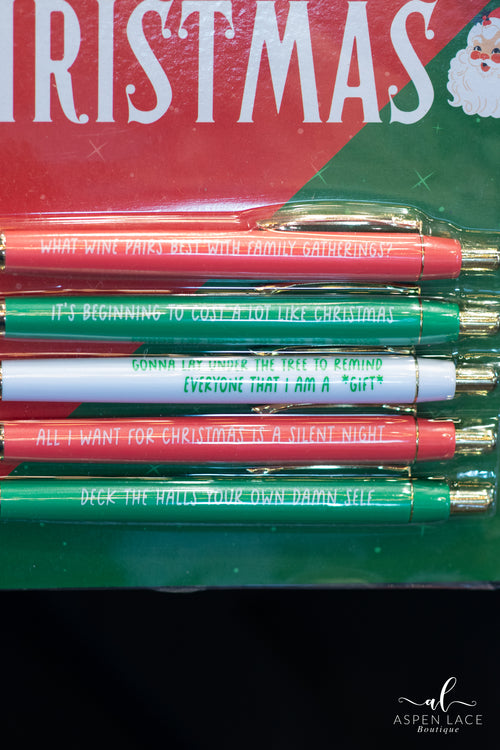 HRISTMAS
WHAT WINE PAIRS BEST WITH FAMILY GATHERINGS?
IT'S BEGINNING TO COST A LOT LIKE CHRISTMAS
GONNA LAY UNDER THE TREE TO REMIND
EVERYONE THAT I AM A *GIFT*
ALL I WANT FOR CHRISTMAS IS A SILENT NIGHT
DECK THE HALLS YOUR OWN DAMN SELF
al
ASPEN LACE
Boutique